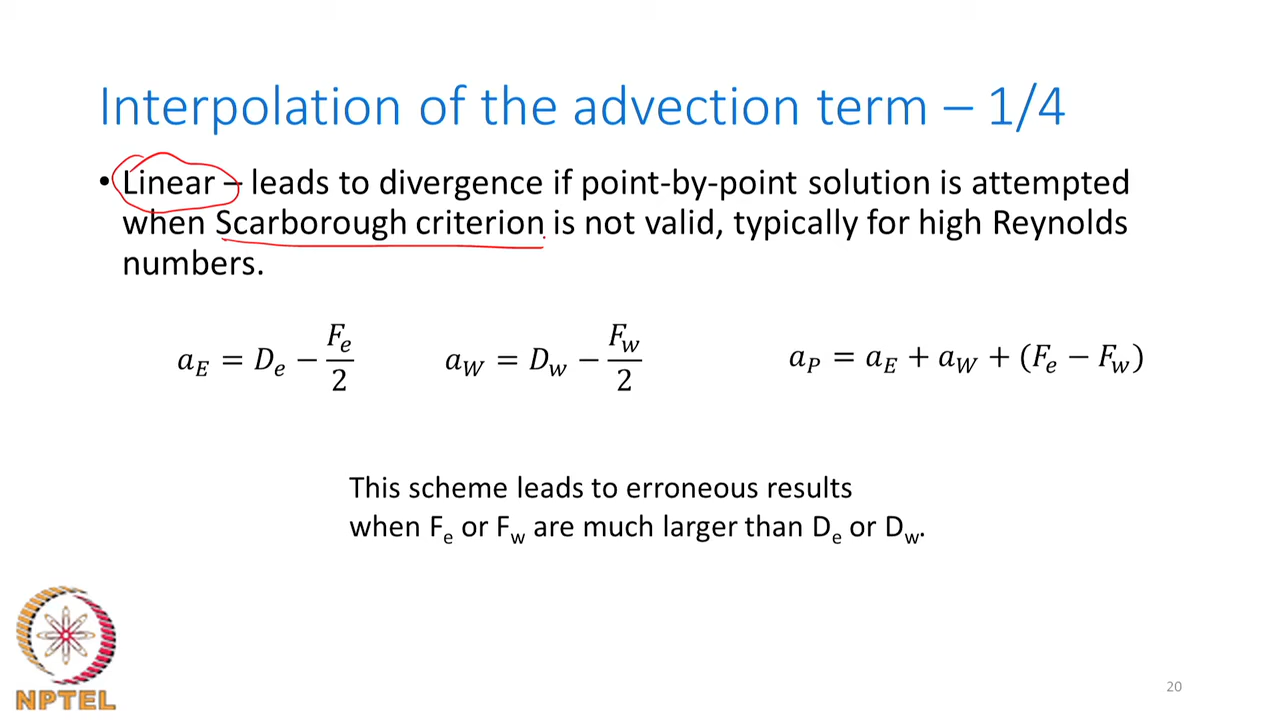 Interpolation of the advection term – 1/4
• Linear – leads to divergence if point-by-point solution is attempted
when Scarborough criterion is not valid, typically for high Reynolds
numbers.
a_E = D_e − F_e/2    a_W = D_w − F_w/2    a_P = a_E + a_W + (F_e − F_w)
This scheme leads to erroneous results
when F_e or F_w are much larger than D_e or D_w.
NPTEL
20